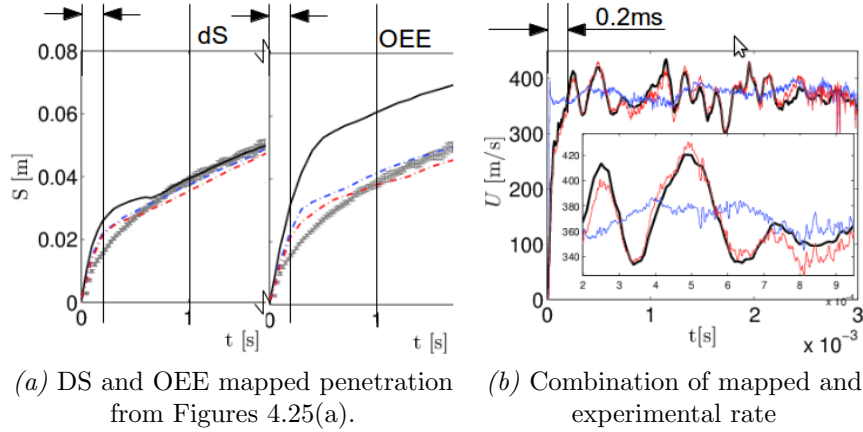 dS
OEE
0.08
0.06
0.04
0.02
0
S [m]
0
1
0
1
t [s]
t [s]
(a) DS and OEE mapped penetration
from Figures 4.25(a).
0.2ms
400
300
200
100
0
U [m/s]
420
400
380
360
340
2 3 4 5 6 7 8 9
x 10⁻⁴
0 1 2 3
t[s]
x 10⁻³
(b) Combination of mapped and
experimental rate